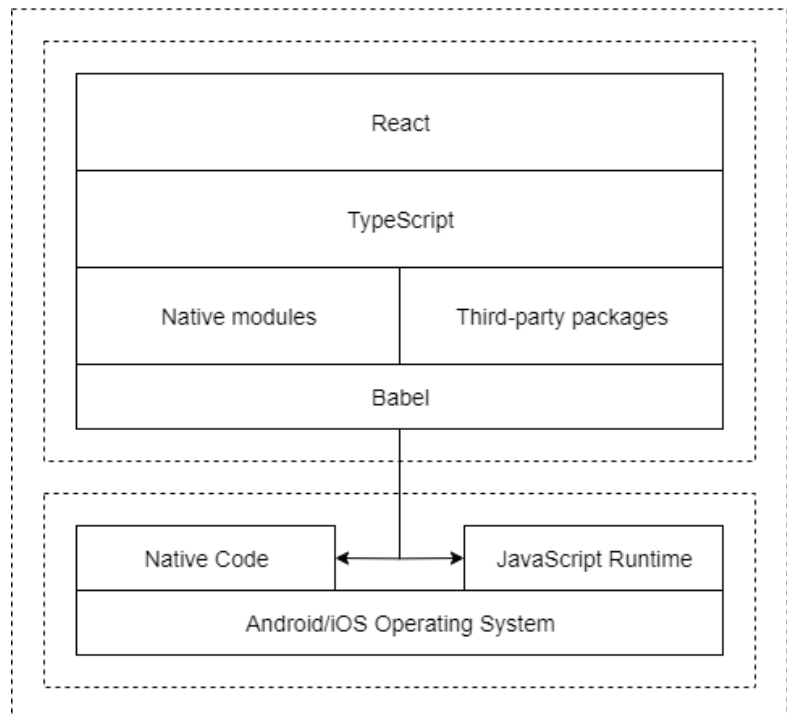 React
TypeScript
Native modules
Third-party packages
Babel
Native Code
JavaScript Runtime
Android/iOS Operating System